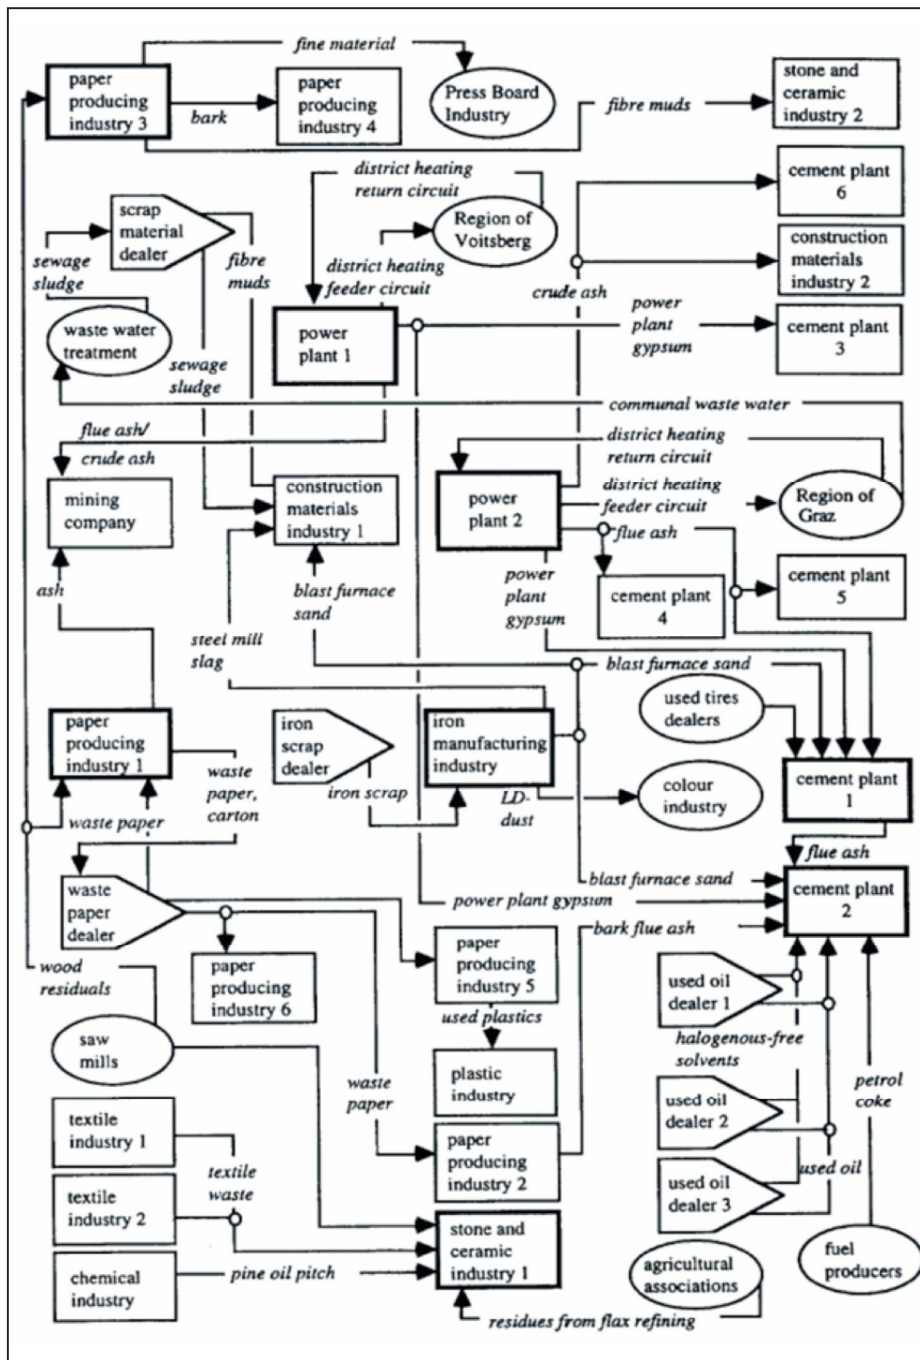 fine material
paper
producing
industry 3
bark
paper
producing
industry 4
Press Board
Industry
fibre muds
stone and
ceramic
industry 2
district heating
return circuit
cement plant
6
scrap
material
dealer
Region of
Voitsberg
sewage
sludge
fibre
muds
district heating
feeder circuit
crude ash
construction
materials
industry 2
waste water
treatment
power
plant 1
power
plant
gypsum
cement plant
3
sewage
sludge
communal waste water
flue ash/
crude ash
district heating
return circuit
mining
company
construction
materials
industry 1
power
plant 2
district heating
feeder circuit
Region of
Graz
flue ash
ash
blast furnace
sand
power
plant
gypsum
cement plant
4
cement plant
5
steel mill
slag
blast furnace sand
used tires
dealers
paper
producing
industry 1
waste
paper,
carton
iron
scrap
dealer
iron scrap
iron
manufacturing
industry
LD-
dust
colour
industry
cement plant
1
waste paper
flue ash
waste
paper
dealer
blast furnace sand
power plant gypsum
bark flue ash
cement plant
2
wood
residuals
paper
producing
industry 6
paper
producing
industry 5
used plastics
used oil
dealer 1
halogenous-free
solvents
saw
mills
waste
paper
plastic
industry
petrol
coke
used oil
dealer 2
textile
industry 1
paper
producing
industry 2
used oil
textile
waste
textile
industry 2
used oil
dealer 3
stone and
ceramic
industry 1
chemical
industry
pine oil pitch
agricultural
associations
fuel
producers
residues from flax refining